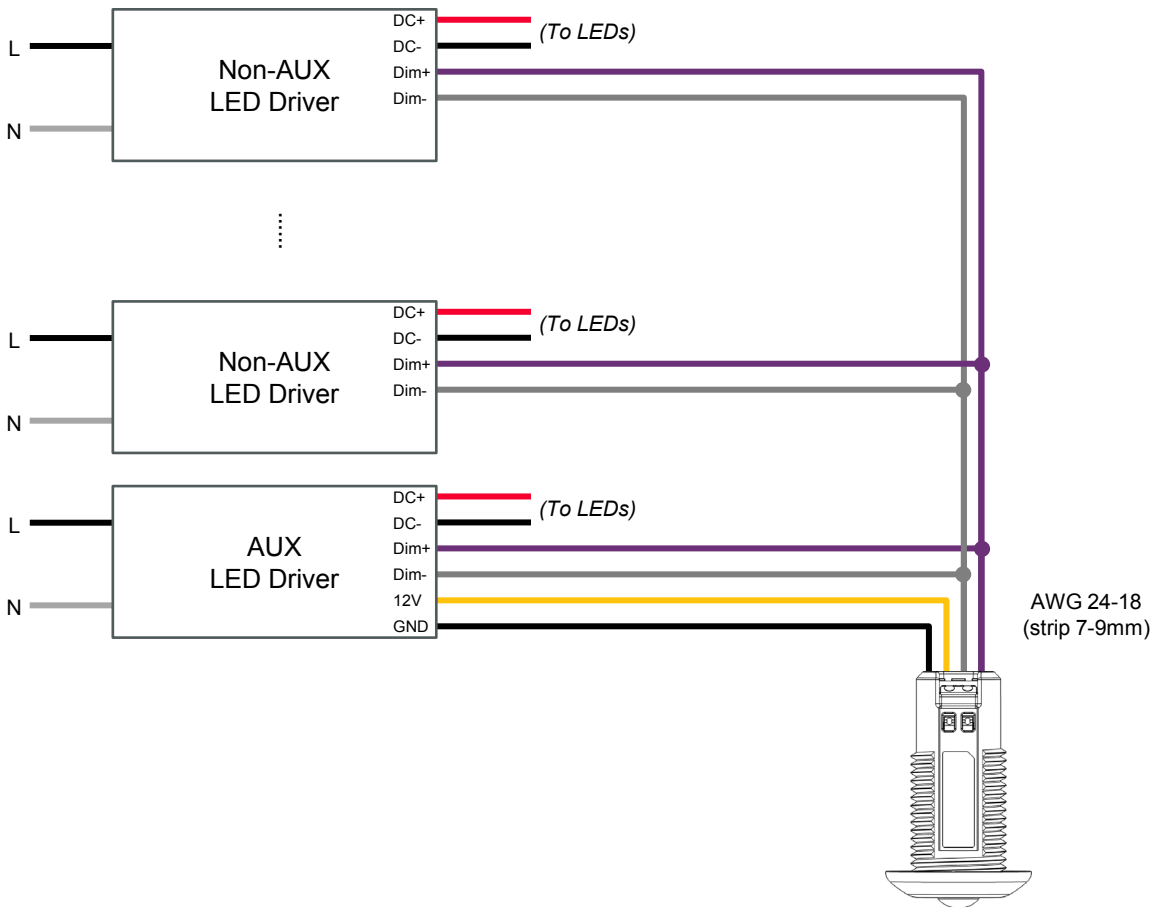 DC+
(To LEDs)
L
DC-
Non-AUX
LED Driver
Dim+
Dim-
N
DC+
(To LEDs)
L
DC-
Non-AUX
LED Driver
Dim+
Dim-
N
DC+
(To LEDs)
L
DC-
AUX
LED Driver
Dim+
Dim-
N
12V
GND
AWG 24-18
(strip 7-9mm)